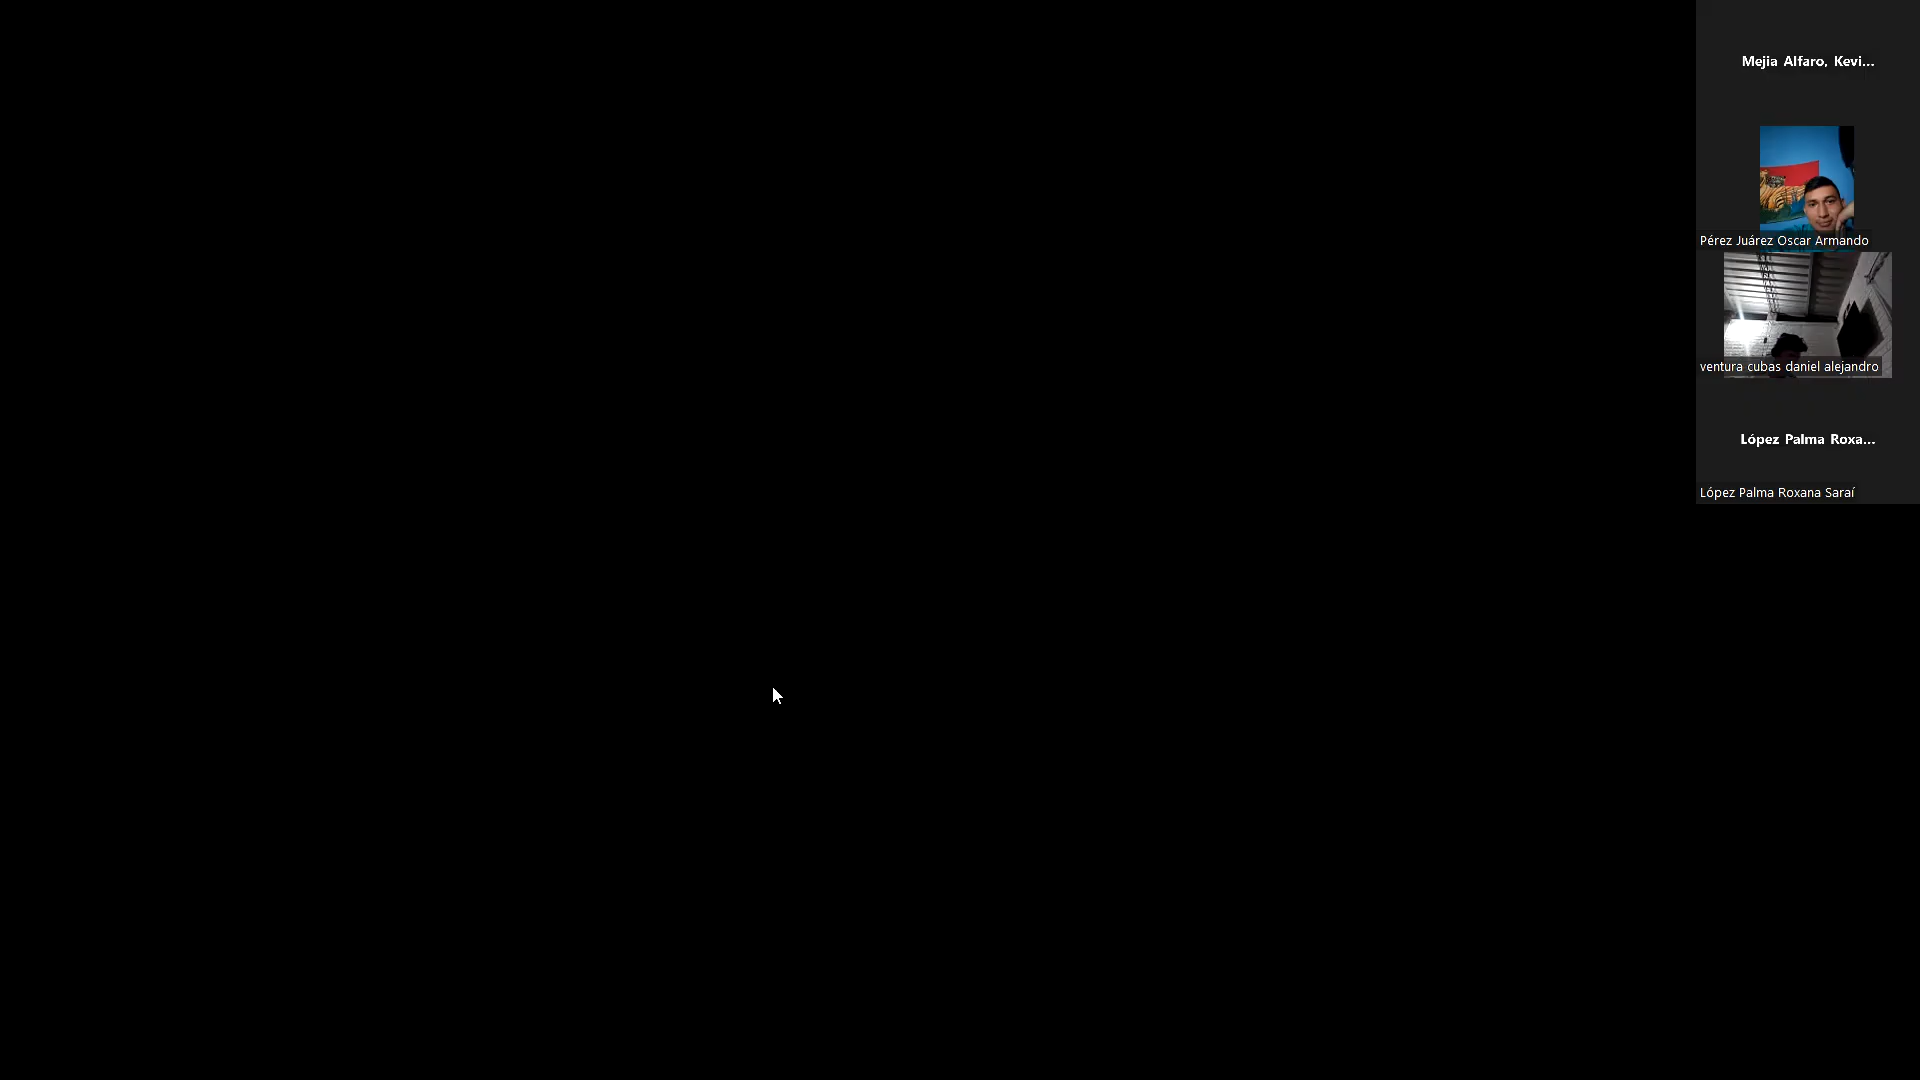 Mejia Alfaro, Kevi...
Pérez Juárez Oscar Armando
ventura cubas daniel alejandro
López Palma Roxa...
López Palma Roxana Saraí